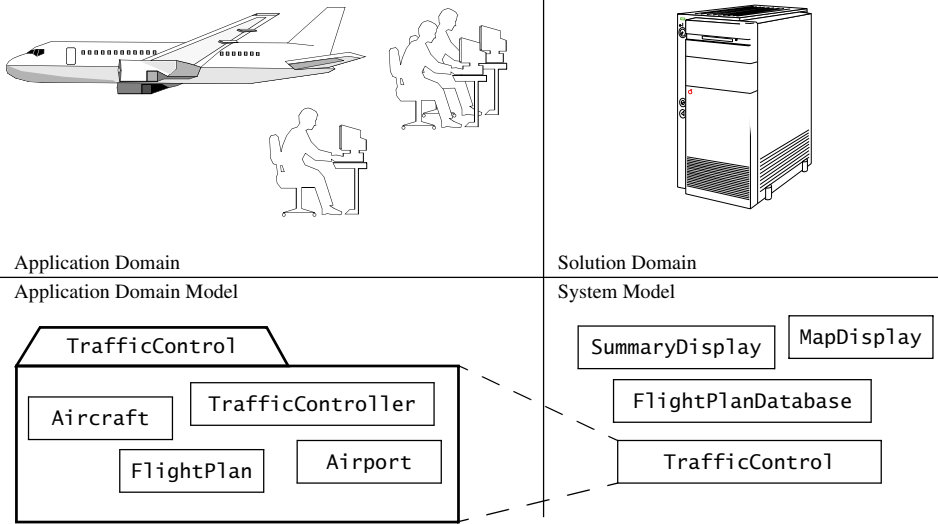 Application Domain
Solution Domain
Application Domain Model
System Model
TrafficControl
Aircraft
TrafficController
FlightPlan
Airport
SummaryDisplay
MapDisplay
FlightPlanDatabase
TrafficControl